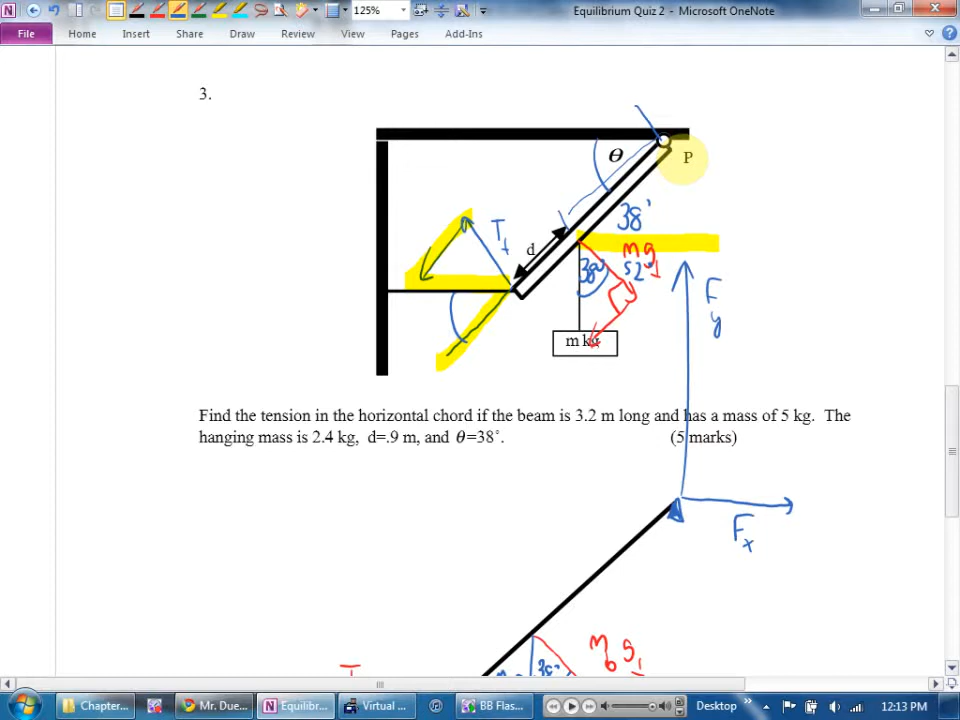 125%
Equilibrium Quiz 2 - Microsoft OneNote
File Home Insert Share Draw Review View Pages Add-Ins
3.
θ
P
38°
d
T⊥
mg⊥
38°
52°
m kg
Fy
Find the tension in the horizontal chord if the beam is 3.2 m long and has a mass of 5 kg. The
hanging mass is 2.4 kg, d=.9 m, and θ=38°. (5 marks)
Fx
38°
Chapter... Mr. Due... Equilibr... Virtual ... BB Flas... Desktop 12:13 PM